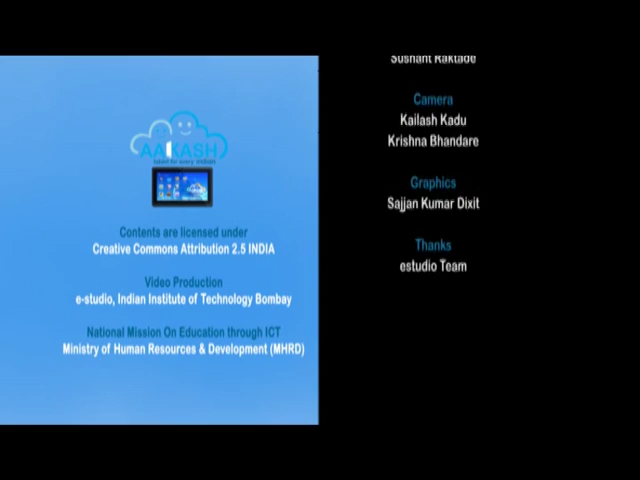 AAKASH
Contents are licensed under
Creative Commons Attribution 2.5 INDIA
Video Production
e-studio, Indian Institute of Technology Bombay
National Mission On Education through ICT
Ministry of Human Resources & Development (MHRD)
Sushant Raktade
Camera
Kailash Kadu
Krishna Bhandare
Graphics
Sajjan Kumar Dixit
Thanks
estudio Team